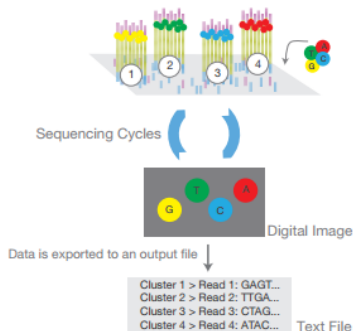 1
2
3
4
A
T
C
G
Sequencing Cycles
T
A
G
C
Digital Image
Data is exported to an output file
Cluster 1 > Read 1: GAGT...
Cluster 2 > Read 2: TTGA...
Cluster 3 > Read 3: CTAG...
Cluster 4 > Read 4: ATAC...
Text File